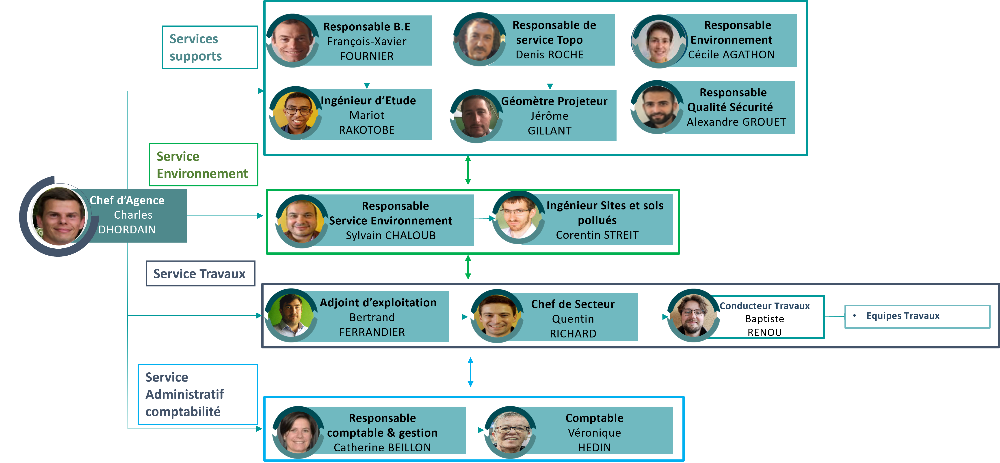 Services
supports
Responsable B.E
François-Xavier
FOURNIER
Responsable de
service Topo
Denis ROCHE
Responsable
Environnement
Cécile AGATHON
Ingénieur d’Etude
Mariot
RAKOTOBE
Géomètre Projeteur
Jérôme
GILLANT
Responsable
Qualité Sécurité
Alexandre GROUET
Service
Environnement
Chef d’Agence
Charles
DHORDAIN
Responsable
Service Environnement
Sylvain CHALOUB
Ingénieur Sites et sols
pollués
Corentin STREIT
Service Travaux
Adjoint d’exploitation
Bertrand
FERRANDIER
Chef de Secteur
Quentin
RICHARD
Conducteur Travaux
Baptiste
RENOU
• Equipes Travaux
Service
Administratif
comptabilité
Responsable
comptable & gestion
Catherine BEILLON
Comptable
Véronique
HEDIN